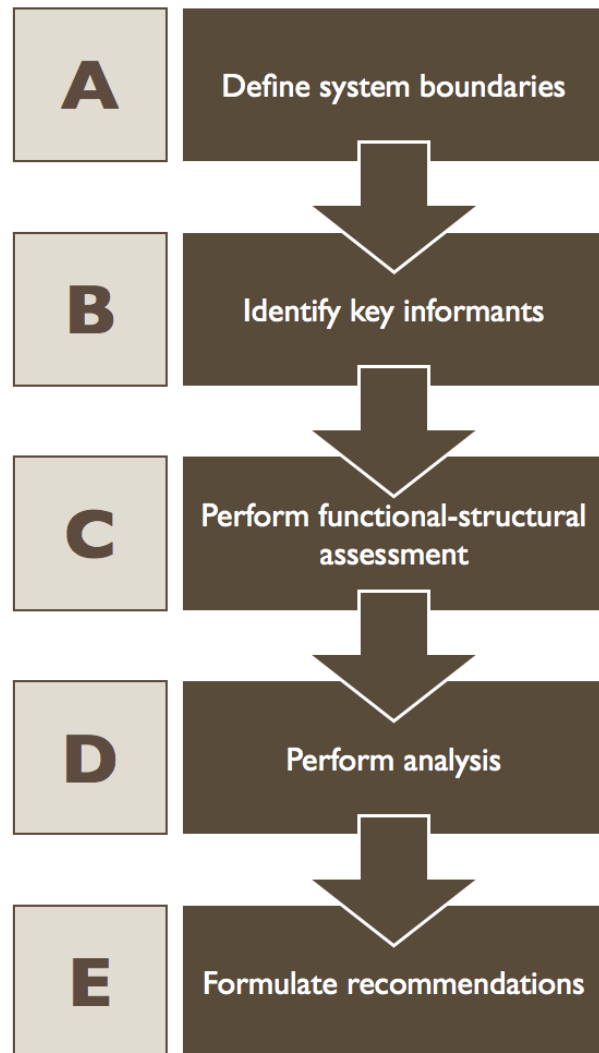 A
Define system boundaries
B
Identify key informants
C
Perform functional-structural
assessment
D
Perform analysis
E
Formulate recommendations